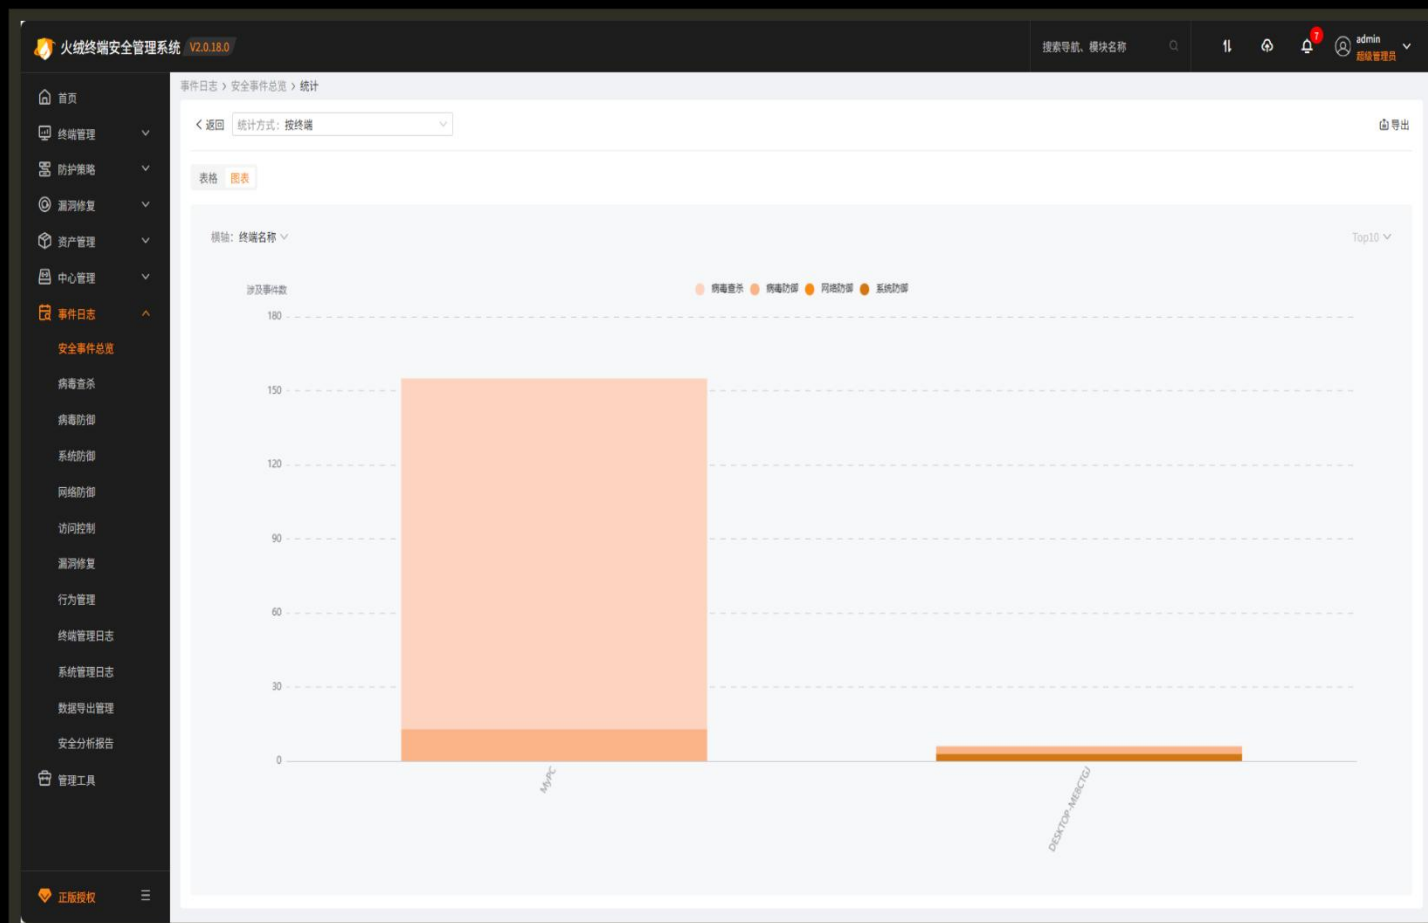 火绒终端安全管理系统 V2.0.18.0
搜索导航、模块名称
7
admin
超级管理员
首页
终端管理
防护策略
漏洞修复
资产管理
中心管理
事件日志
安全事件总览
病毒查杀
病毒防御
系统防御
网络防御
访问控制
漏洞修复
行为管理
终端管理日志
系统管理日志
数据导出管理
安全分析报告
管理工具
正版授权
事件日志 > 安全事件总览 > 统计
返回 统计方式: 按终端
导出
表格 图表
横轴: 终端名称
Top10
涉及事件数
病毒查杀 病毒防御 网络防御 系统防御
180
150
120
90
60
30
0
MyPC
DESKTOP-ME8CTGJ